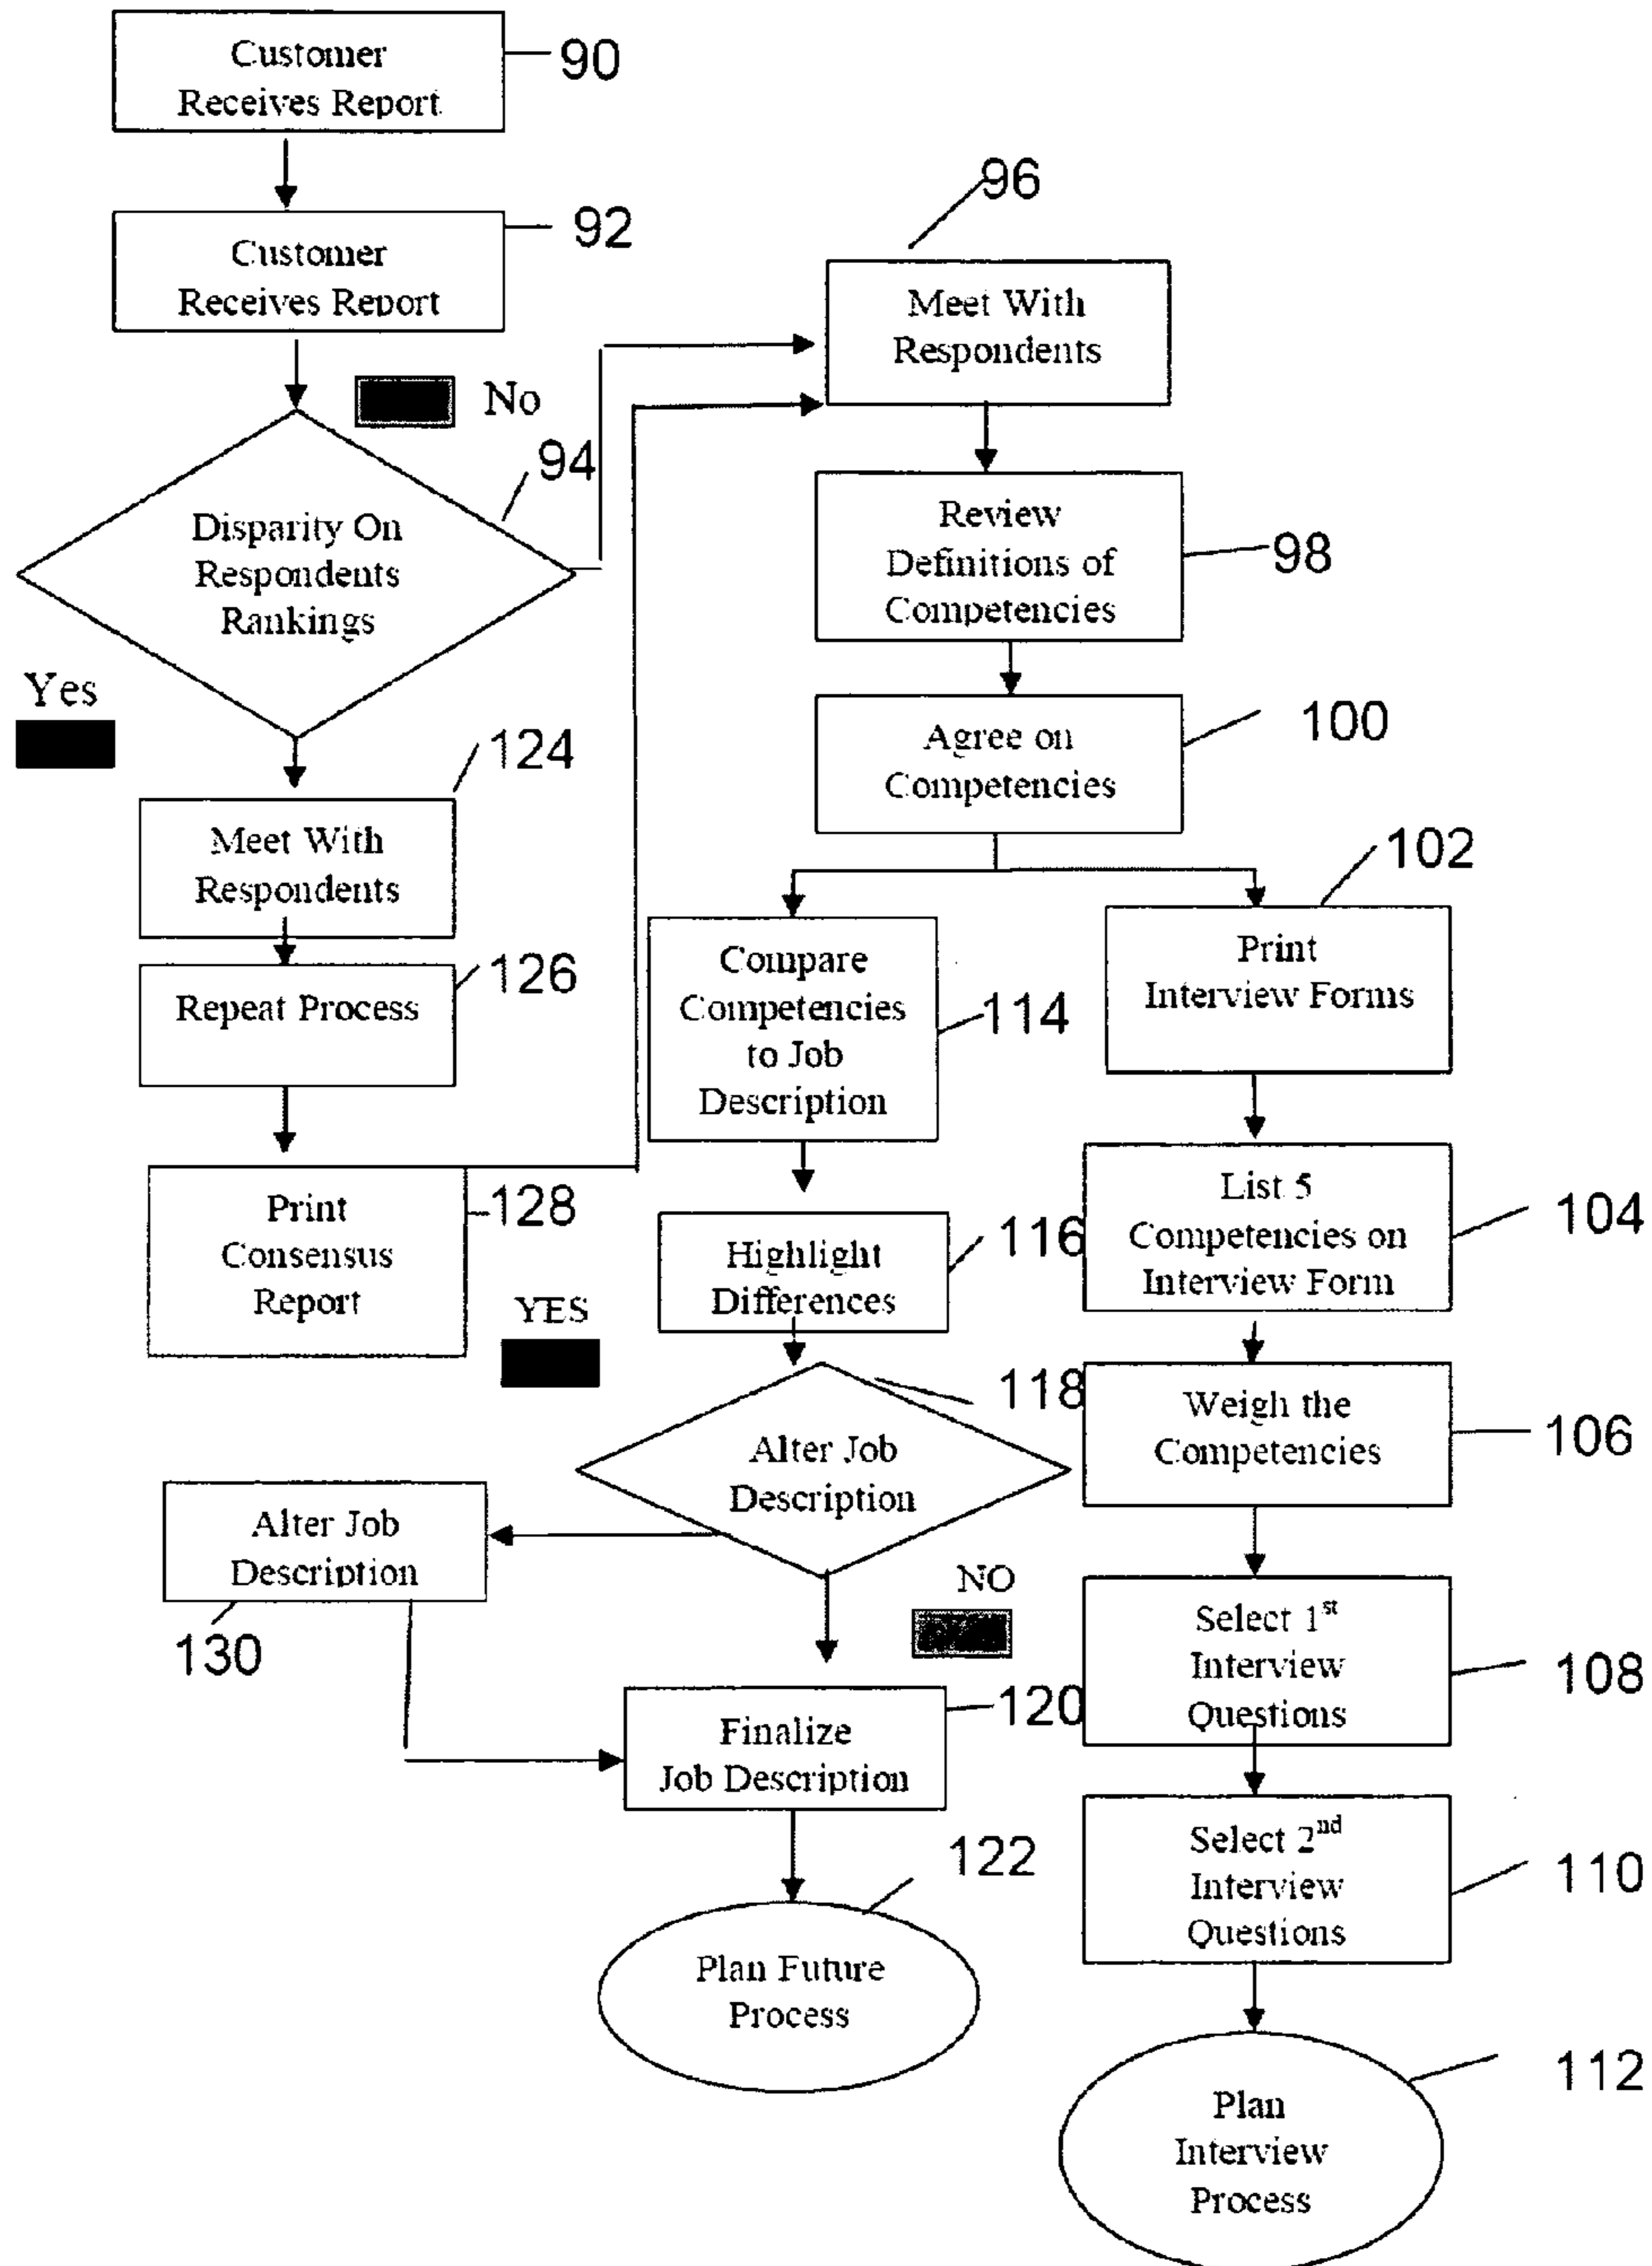 Customer
Receives Report
90
Customer
Receives Report
92
No
Disparity On
Respondents
Rankings
94
Yes
Meet With
Respondents
124
Repeat Process
126
Print
Consensus
Report
128
96
Meet With
Respondents
Review
Definitions of
Competencies
98
Agree on
Competencies
100
Compare
Competencies
to Job
Description
114
Highlight
Differences
116
YES
Alter Job
Description
118
Alter Job
Description
130
NO
Finalize
Job Description
120
Plan Future
Process
122
102
Print
Interview Forms
List 5
Competencies on
Interview Form
104
Weigh the
Competencies
106
Select 1st
Interview
Questions
108
Select 2nd
Interview
Questions
110
Plan
Interview
Process
112